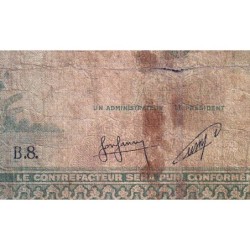 UN ADMINISTRATEUR LE PRÉSIDENT
B.8.
LE CONTREFACTEUR SERA PUNI CONFORMÉ